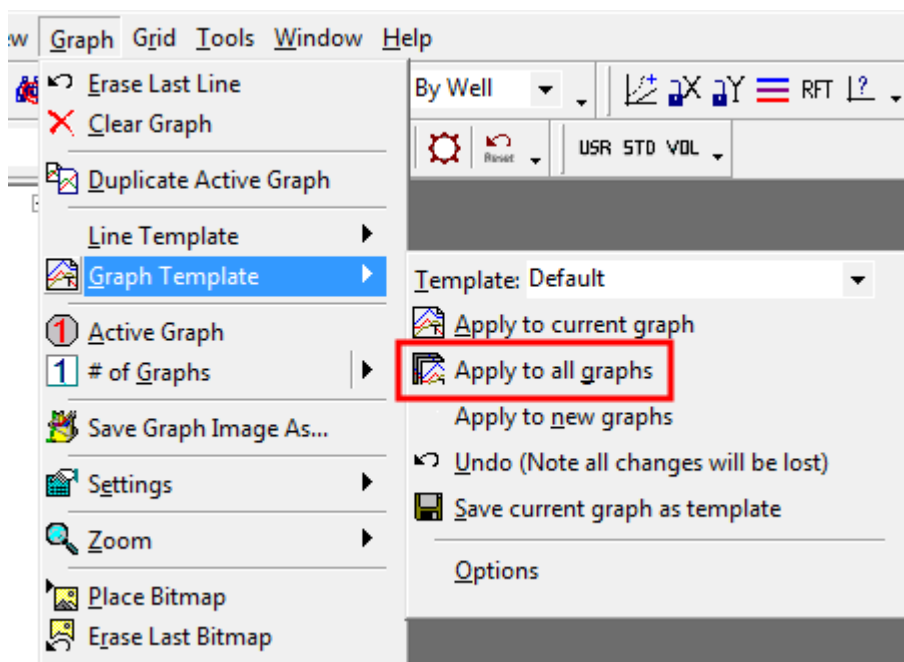 ew Graph Grid Tools Window Help
Erase Last Line
Clear Graph
Duplicate Active Graph
Line Template
Graph Template
1 Active Graph
1 # of Graphs
Save Graph Image As...
Settings
Zoom
Place Bitmap
Erase Last Bitmap
By Well X Y RFT ?
Reset USR STD VOL
Template: Default
Apply to current graph
Apply to all graphs
Apply to new graphs
Undo (Note all changes will be lost)
Save current graph as template
Options